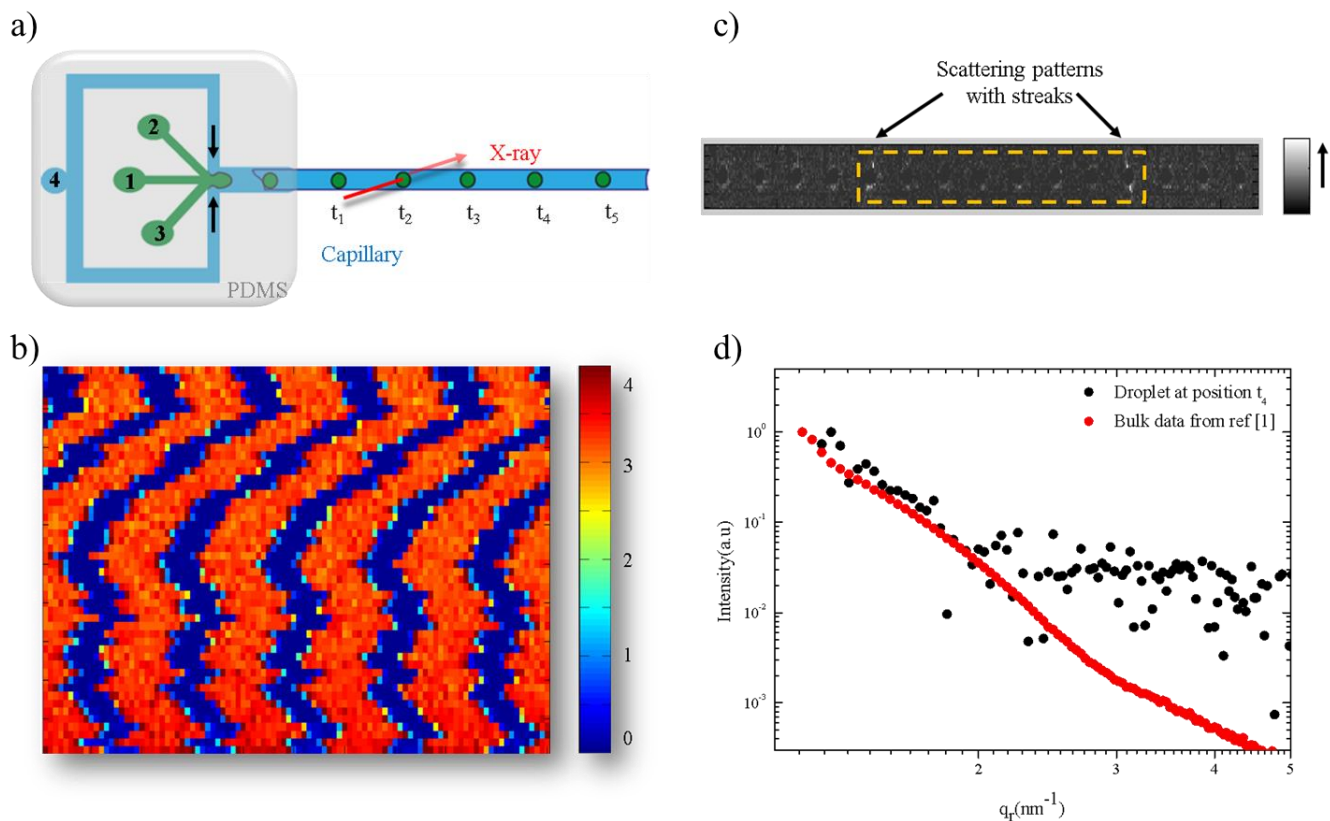 a)
2
1
3
4
X-ray
t1 t2 t3 t4 t5
Capillary
PDMS
b)
4
3
2
1
0
c)
Scattering patterns
with streaks
d)
Droplet at position t4
Bulk data from ref [1]
Intensity(a.u)
10^0
10^-1
10^-2
10^-3
2 3 4 5
qr(nm^-1)